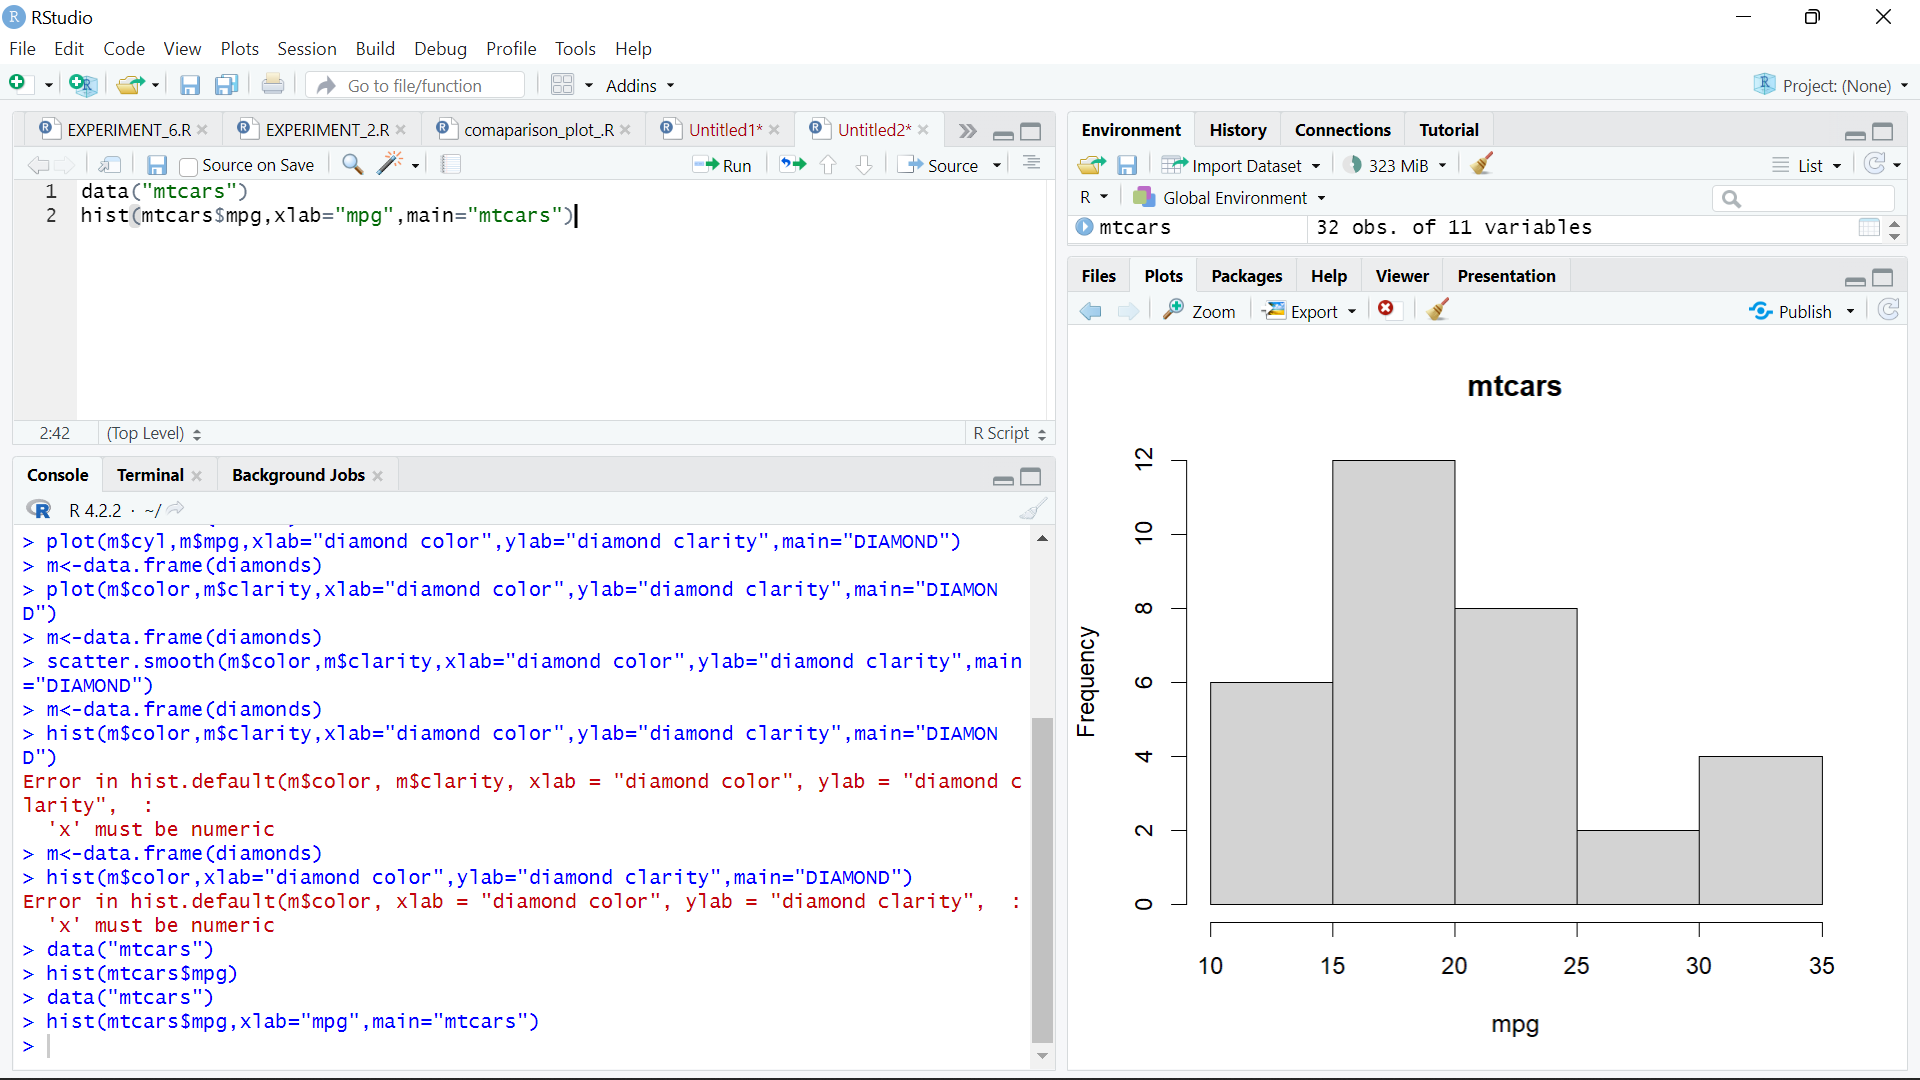 RStudio
File Edit Code View Plots Session Build Debug Profile Tools Help
Go to file/function Addins Project: (None)
EXPERIMENT_6.R EXPERIMENT_2.R comaparison_plot_.R Untitled1* Untitled2*
Source on Save Run Source
1 data("mtcars")
2 hist(mtcars$mpg,xlab="mpg",main="mtcars")
2:42 (Top Level) R Script
Console Terminal Background Jobs
R 4.2.2 · ~/
> plot(m$cyl,m$mpg,xlab="diamond color",ylab="diamond clarity",main="DIAMOND")
> m<-data.frame(diamonds)
> plot(m$color,m$clarity,xlab="diamond color",ylab="diamond clarity",main="DIAMON
D")
> m<-data.frame(diamonds)
> scatter.smooth(m$color,m$clarity,xlab="diamond color",ylab="diamond clarity",main
="DIAMOND")
> m<-data.frame(diamonds)
> hist(m$color,m$clarity,xlab="diamond color",ylab="diamond clarity",main="DIAMON
D")
Error in hist.default(m$color, m$clarity, xlab = "diamond color", ylab = "diamond c
larity",  :
  'x' must be numeric
> m<-data.frame(diamonds)
> hist(m$color,xlab="diamond color",ylab="diamond clarity",main="DIAMOND")
Error in hist.default(m$color, xlab = "diamond color", ylab = "diamond clarity",  :
  'x' must be numeric
> data("mtcars")
> hist(mtcars$mpg)
> data("mtcars")
> hist(mtcars$mpg,xlab="mpg",main="mtcars")
>
Environment History Connections Tutorial
Import Dataset 323 MiB List
R Global Environment
mtcars 32 obs. of 11 variables
Files Plots Packages Help Viewer Presentation
Zoom Export Publish
mtcars
Frequency
12
10
8
6
4
2
0
10 15 20 25 30 35
mpg